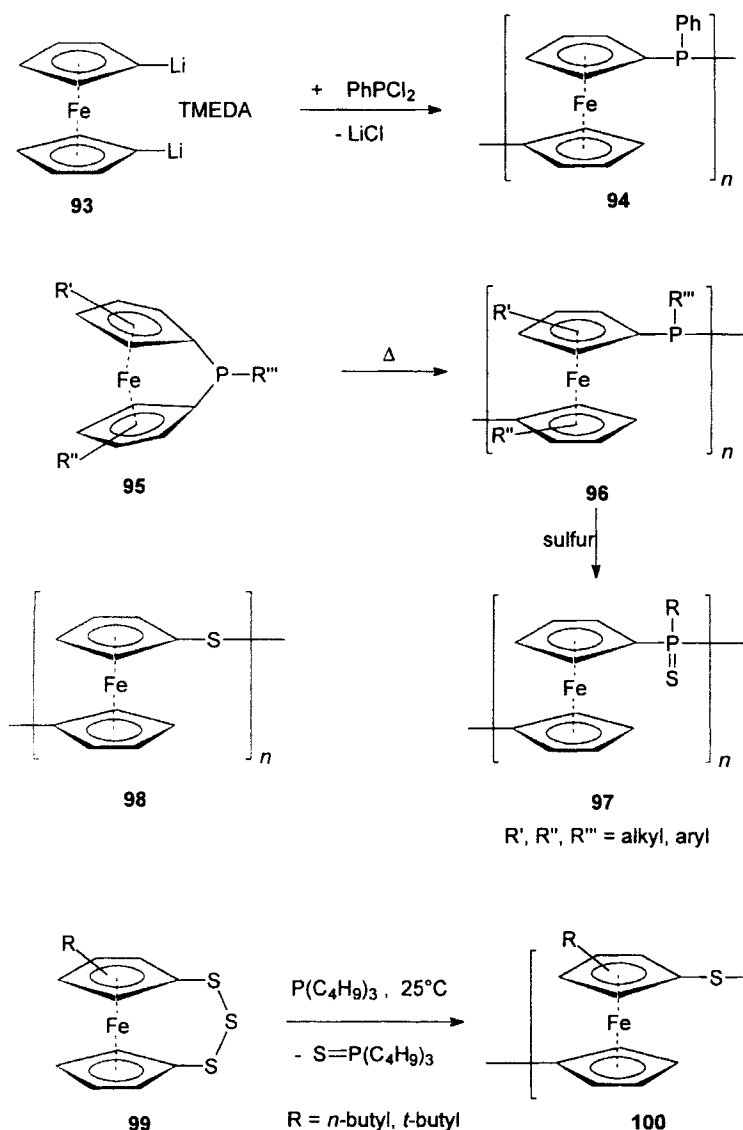 Li
Fe
TMEDA
Li
93
+ PhPCl₂
- LiCl
Ph
P
Fe
n
94
R'
Fe
P
R'''
R''
95
Δ
R'
R'''
P
Fe
R''
n
96
sulfur
S
Fe
n
98
R
P
S
Fe
n
97
R', R'', R''' = alkyl, aryl
R
S
S
S
Fe
99
P(C₄H₉)₃ , 25°C
- S=P(C₄H₉)₃
R = n-butyl, t-butyl
R
S
Fe
100